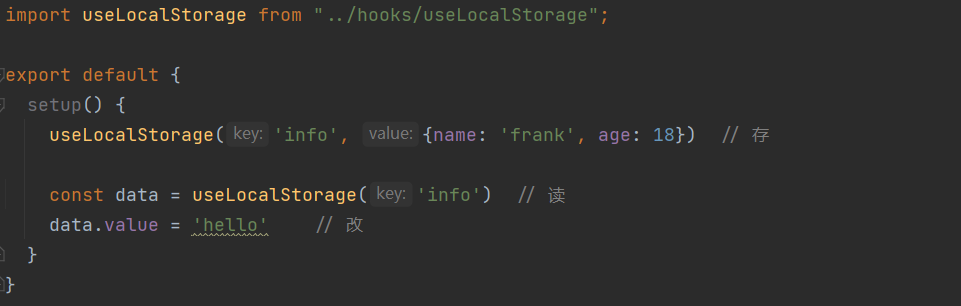 import useLocalStorage from "../hooks/useLocalStorage";
export default {
setup() {
useLocalStorage( key: 'info', value: {name: 'frank', age: 18}) // 存
const data = useLocalStorage( key: 'info') // 读
data.value = 'hello' // 改
}
}